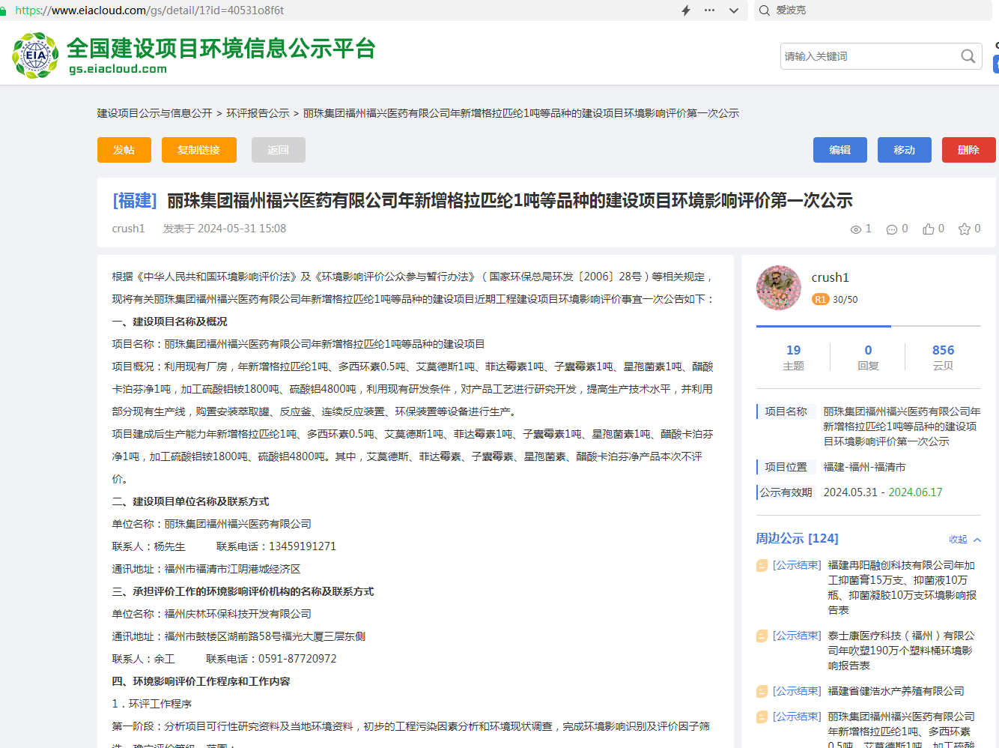 https://www.eiacloud.com/gs/detail/1?id=40531o8f6t
爱波克
全国建设项目环境信息公示平台
gs.eiacloud.com
EIA
请输入关键词
建设项目公示与信息公开 > 环评报告公示 > 丽珠集团福州福兴医药有限公司年新增格拉匹纶1吨等品种的建设项目环境影响评价第一次公示
发帖 复制链接 返回 编辑 移动 删除
[福建] 丽珠集团福州福兴医药有限公司年新增格拉匹纶1吨等品种的建设项目环境影响评价第一次公示
crush1 发表于 2024-05-31 15:08 1 0 0 0
根据《中华人民共和国环境影响评价法》及《环境影响评价公众参与暂行办法》（国家环保总局环发〔2006〕28号）等相关规定，
现将有关丽珠集团福州福兴医药有限公司年新增格拉匹纶1吨等品种的建设项目近期工程建设项目环境影响评价事宜一次公告如下：
一、建设项目名称及概况
项目名称：丽珠集团福州福兴医药有限公司年新增格拉匹纶1吨等品种的建设项目
项目概况：利用现有厂房，年新增格拉匹纶1吨、多西环素0.5吨、艾莫德斯1吨、菲达霉素1吨、子囊霉素1吨、星孢菌素1吨、醋酸
卡泊芬净1吨，加工硫酸铝铵1800吨、硫酸铝4800吨，利用现有研发条件，对产品工艺进行研究开发，提高生产技术水平，并利用
部分现有生产线，购置安装萃取罐、反应釜、连续反应装置、环保装置等设备进行生产。
项目建成后生产能力年新增格拉匹纶1吨、多西环素0.5吨、艾莫德斯1吨、菲达霉素1吨、子囊霉素1吨、星孢菌素1吨、醋酸卡泊芬
净1吨，加工硫酸铝铵1800吨、硫酸铝4800吨。其中，艾莫德斯、菲达霉素、子囊霉素、星孢菌素、醋酸卡泊芬净产品本次不评
价。
二、建设项目单位名称及联系方式
单位名称：丽珠集团福州福兴医药有限公司
联系人：杨先生 联系电话：13459191271
通讯地址：福州市福清市江阴港城经济区
三、承担评价工作的环境影响评价机构的名称及联系方式
单位名称：福州庆林环保科技开发有限公司
通讯地址：福州市鼓楼区湖前路58号福光大厦三层东侧
联系人：余工 联系电话：0591-87720972
四、环境影响评价工作程序和工作内容
1．环评工作程序
第一阶段：分析项目可行性研究资料及当地环境资料，初步的工程污染因素分析和环境现状调查，完成环境影响识别及评价因子筛
选，确定评价等级、范围；
crush1
R1 30/50
19 0 856
主题 回复 云贝
项目名称 丽珠集团福州福兴医药有限公司年
新增格拉匹纶1吨等品种的建设项
目环境影响评价第一次公示
项目位置 福建-福州-福清市
公示有效期 2024.05.31 - 2024.06.17
周边公示 [124] 收起
[公示结束] 福建冉阳融创科技有限公司年加
工抑菌膏15万支、抑菌液10万
瓶、抑菌凝胶10万支环境影响报
告表
[公示结束] 泰士康医疗科技（福州）有限公
司年吹塑190万个塑料桶环境影
响报告表
[公示结束] 福建省健浩水产养殖有限公司
[公示结束] 丽珠集团福州福兴医药有限公司
年新增格拉匹纶1吨、多西环素
0.5吨、艾莫德斯1吨、加工硫酸